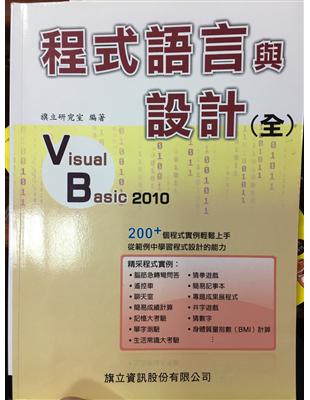 程式語言與
設計(全)
旗立研究室 編著
Visual
Basic 2010
200+個程式實例輕鬆上手
從範例中學習程式設計的能力
精采程式實例：
• 腦筋急轉彎問答
• 遙控車
• 聊天室
• 簡易成績計算
• 記憶大考驗
• 單字測驗
• 生活常識大考驗
• 猜拳遊戲
• 簡易記事本
• 專題成果展程式
• 井字遊戲
• 猜數字
• 身體質量指數（BMI）計算
⋮
旗立資訊股份有限公司